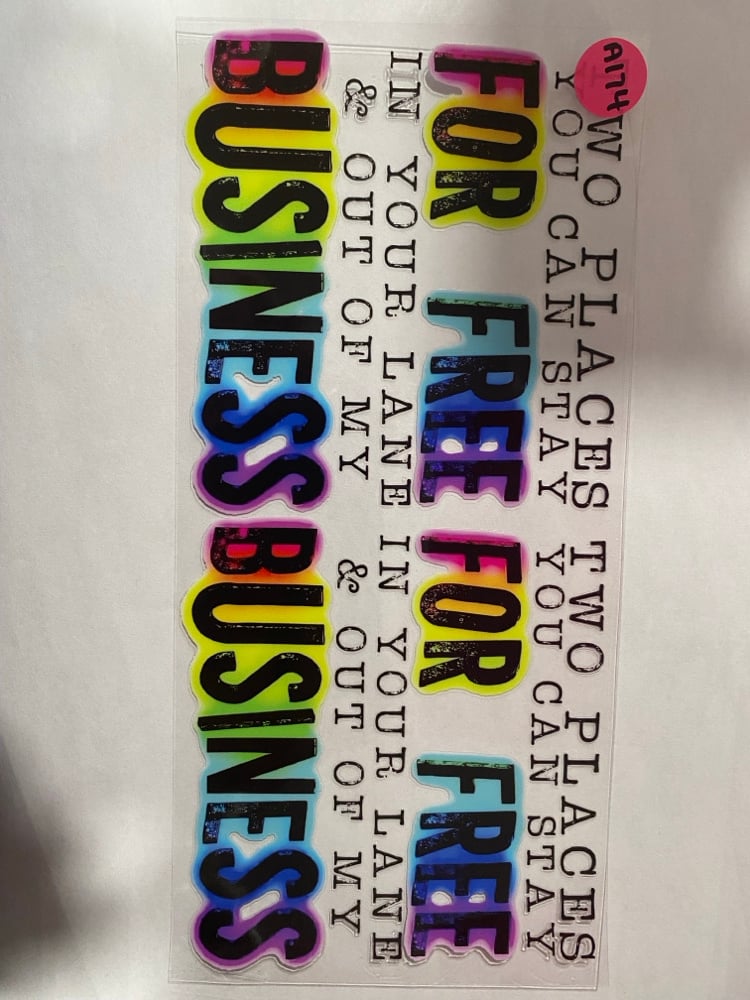 A174
TWO PLACES
YOU CAN STAY
FOR FREE
IN YOUR LANE
& OUT OF MY
BUSINESS
TWO PLACES
YOU CAN STAY
FOR FREE
IN YOUR LANE
& OUT OF MY
BUSINESS